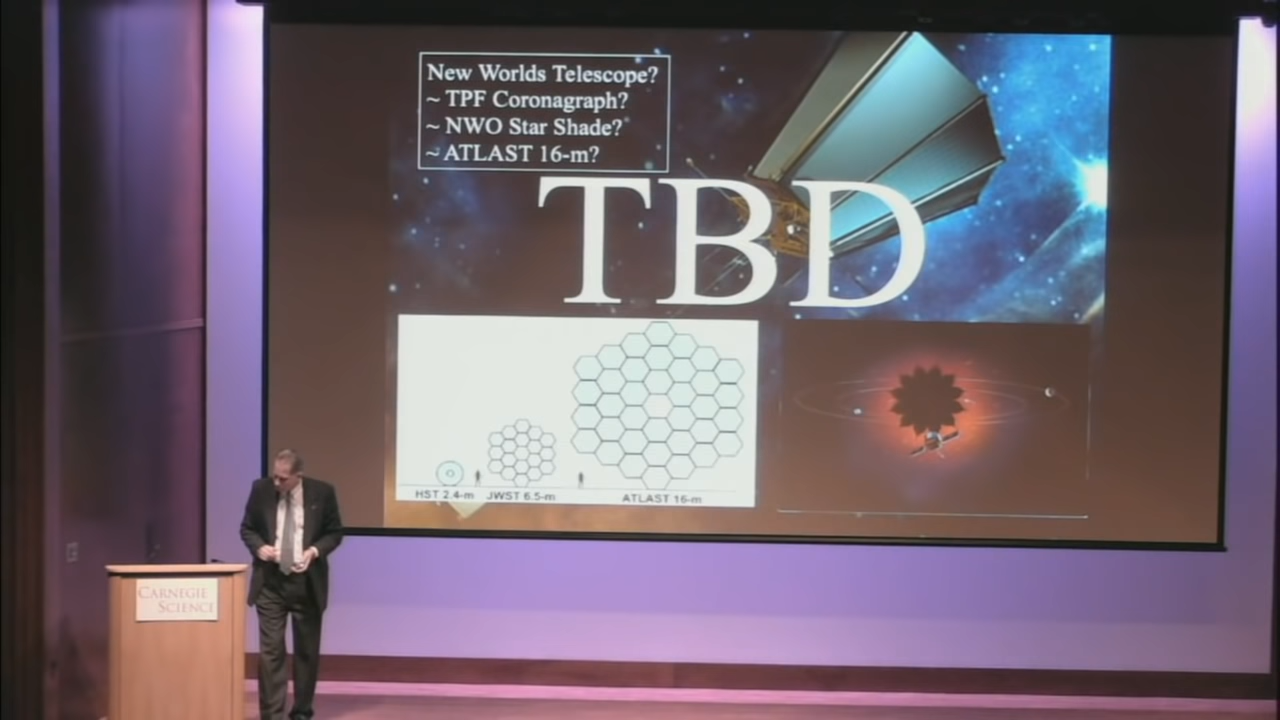 New Worlds Telescope?
~ TPF Coronagraph?
~ NWO Star Shade?
~ ATLAST 16-m?
TBD
HST 2.4-m JWST 6.5-m ATLAST 16-m
CARNEGIE
SCIENCE